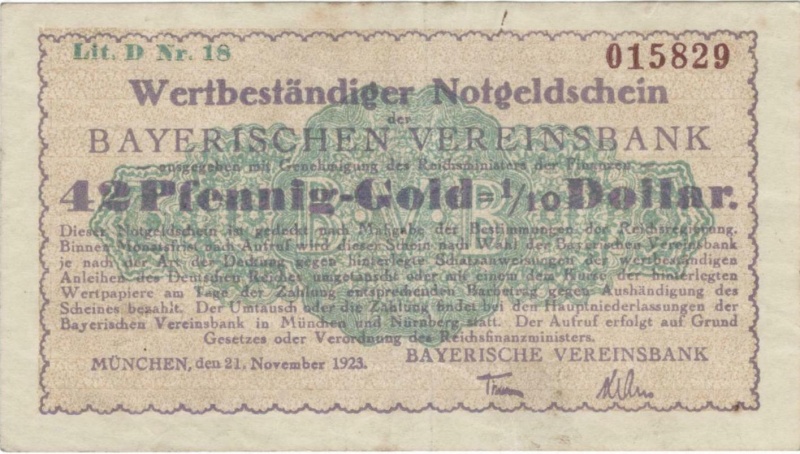 Lit. D Nr. 18
015829
Wertbeständiger Notgeldschein
der
BAYERISCHEN VEREINSBANK
ausgegeben mit Genehmigung des Reichsministers der Finanzen
42 Pfennig-Gold = 1/10 Dollar.
Dieser Notgeldschein ist gedeckt nach Maßgabe der Bestimmungen der Reichsregierung.
Binnen Monatsfrist nach Aufruf wird dieser Schein nach Wahl der Bayerischen Vereinsbank
je nach der Art der Deckung gegen hinterlegte Schatzanweisungen der wertbeständigen
Anleihen des Deutschen Reiches umgetauscht oder mit einem dem Kurse der hinterlegten
Wertpapiere am Tage der Zahlung entsprechenden Barbetrag gegen Aushändigung des
Scheines bezahlt. Der Umtausch oder die Zahlung findet bei den Hauptniederlassungen der
Bayerischen Vereinsbank in München und Nürnberg statt. Der Aufruf erfolgt auf Grund
Gesetzes oder Verordnung des Reichsfinanzministers.
MÜNCHEN, den 21. November 1923.
BAYERISCHE VEREINSBANK